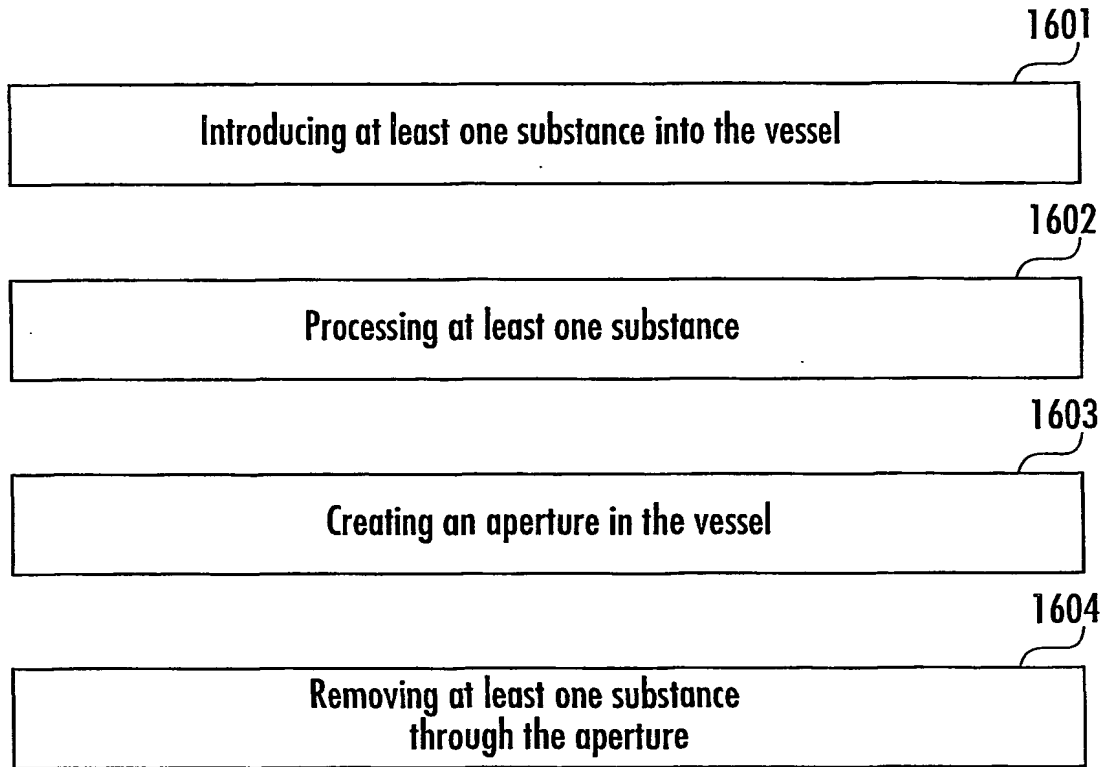 1601
Introducing at least one substance into the vessel
1602
Processing at least one substance
1603
Creating an aperture in the vessel
1604
Removing at least one substance
through the aperture